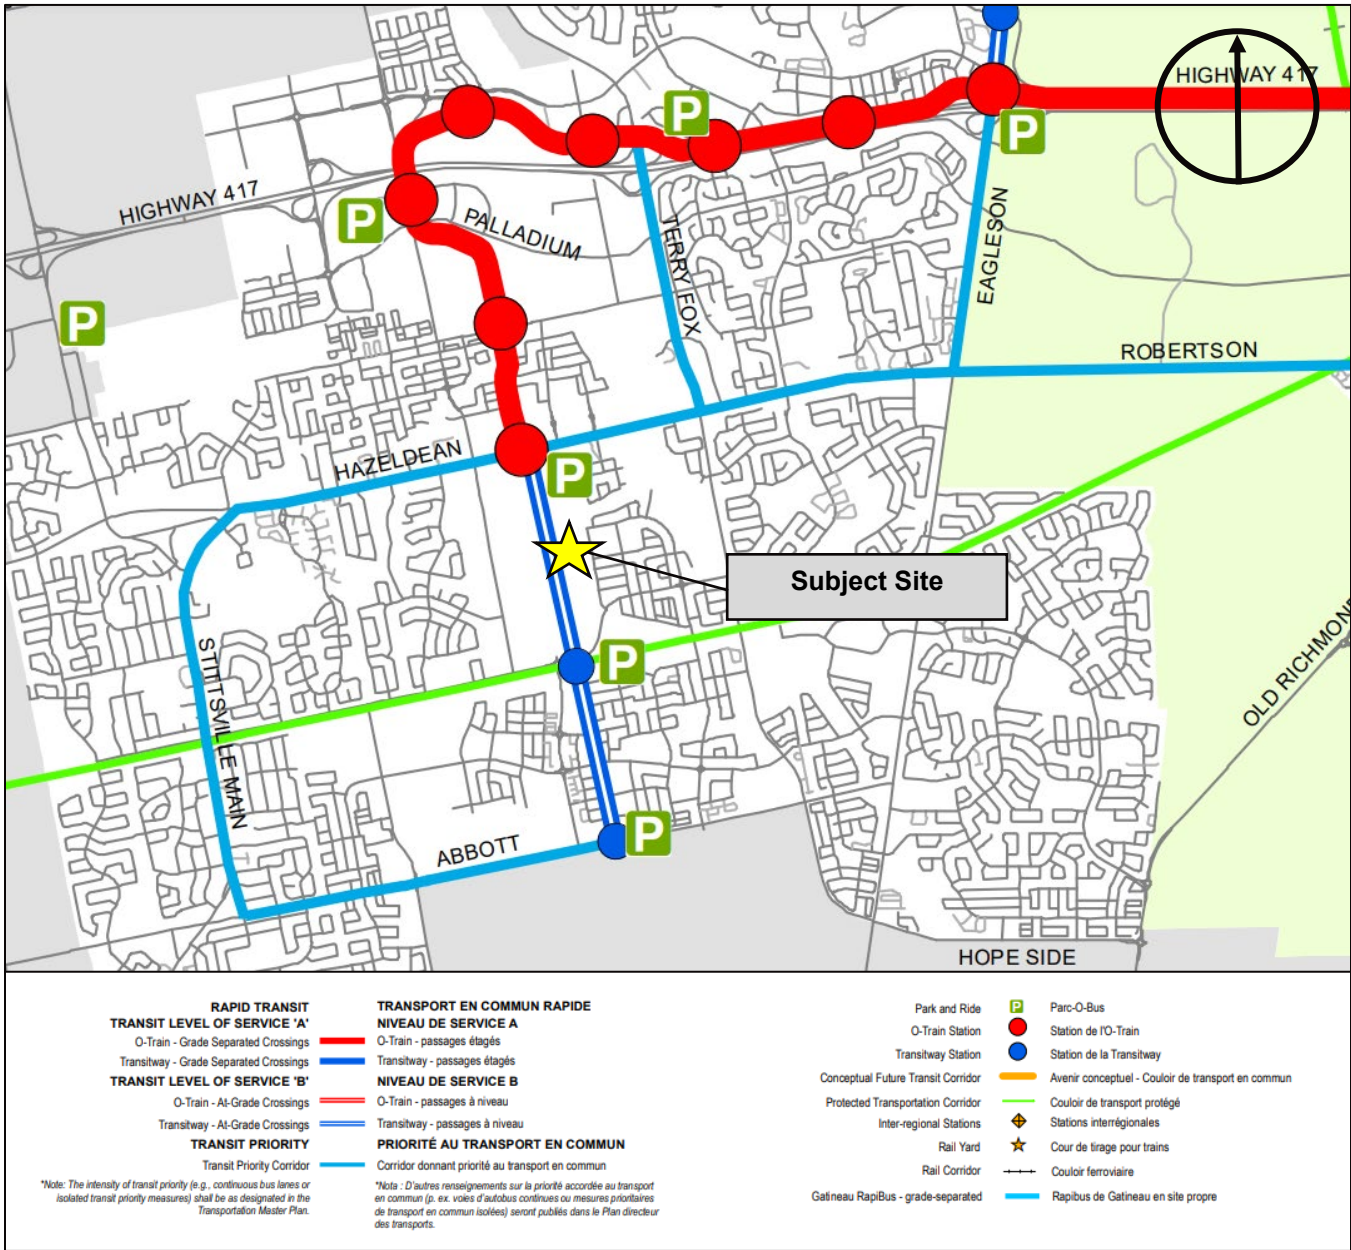 HIGHWAY 417
P
P
HIGHWAY 417
P
PALLADIUM
TERRY FOX
EAGLESON
P
ROBERTSON
HAZELDEAN
P
Subject Site
P
STITTSVILLE MAIN
OLD RICHMOND
P
ABBOTT
HOPE SIDE
RAPID TRANSIT
TRANSIT LEVEL OF SERVICE 'A'
O-Train - Grade Separated Crossings
Transitway - Grade Separated Crossings
TRANSIT LEVEL OF SERVICE 'B'
O-Train - At-Grade Crossings
Transitway - At-Grade Crossings
TRANSIT PRIORITY
Transit Priority Corridor
*Note: The intensity of transit priority (e.g., continuous bus lanes or
isolated transit priority measures) shall be as designated in the
Transportation Master Plan.
TRANSPORT EN COMMUN RAPIDE
NIVEAU DE SERVICE A
O-Train - passages étagés
Transitway - passages étagés
NIVEAU DE SERVICE B
O-Train - passages à niveau
Transitway - passages à niveau
PRIORITÉ AU TRANSPORT EN COMMUN
Corridor donnant priorité au transport en commun
*Nota : D'autres renseignements sur la priorité accordée au transport
en commun (p. ex. voies d'autobus continues ou mesures prioritaires
de transport en commun isolées) seront publiés dans le Plan directeur
des transports.
Park and Ride P Parc-O-Bus
O-Train Station Station de l'O-Train
Transitway Station Station de la Transitway
Conceptual Future Transit Corridor Avenir conceptuel - Couloir de transport en commun
Protected Transportation Corridor Couloir de transport protégé
Inter-regional Stations Stations interrégionales
Rail Yard Cour de tirage pour trains
Rail Corridor Couloir ferroviaire
Gatineau RapiBus - grade-separated Rapibus de Gatineau en site propre